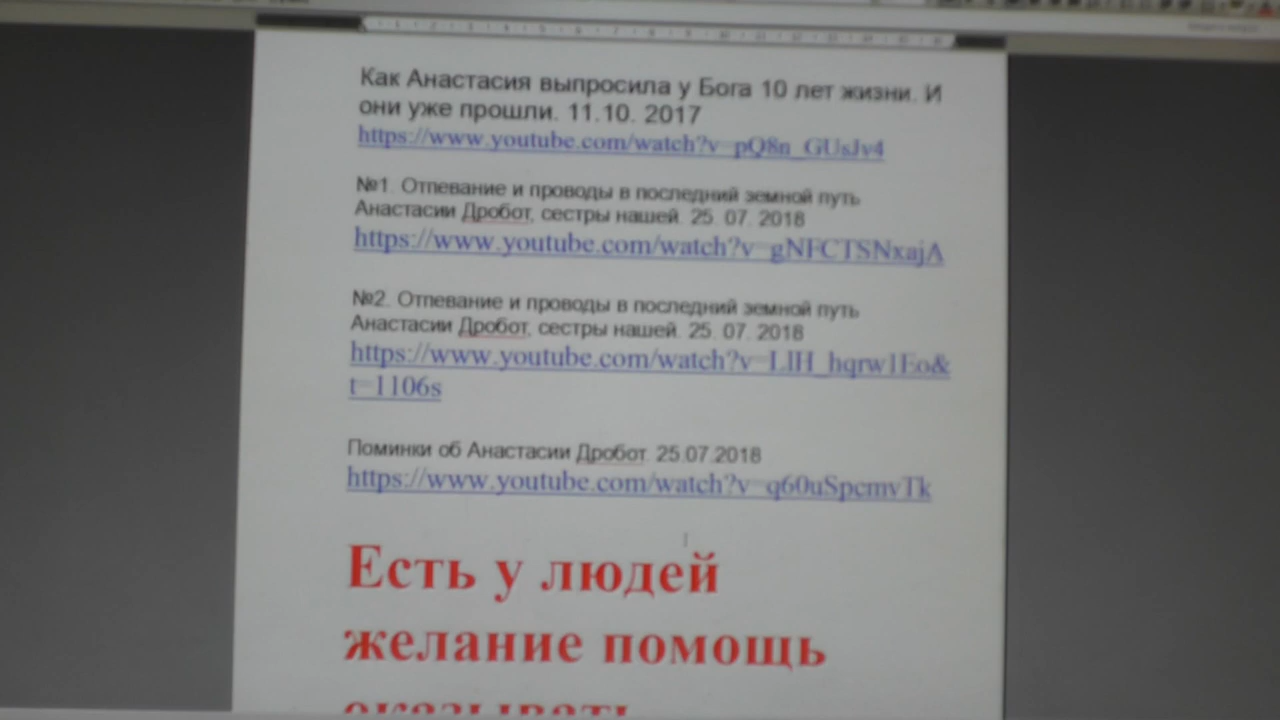 Как Анастасия выпросила у Бога 10 лет жизни. И
они уже прошли. 11.10. 2017
https://www.youtube.com/watch?v=pQ8n_GUsJv4
№1. Отпевание и проводы в последний земной путь
Анастасии Дробот, сестры нашей. 25. 07. 2018
https://www.youtube.com/watch?v=gNFCTSNxajA
№2. Отпевание и проводы в последний земной путь
Анастасии Дробот, сестры нашей. 25. 07. 2018
https://www.youtube.com/watch?v=LlH_hqrw1Eo&
t=1106s
Поминки об Анастасии Дробот. 25.07.2018
https://www.youtube.com/watch?v=q60uSpcmvTk
Есть у людей
желание помощь
оказывать